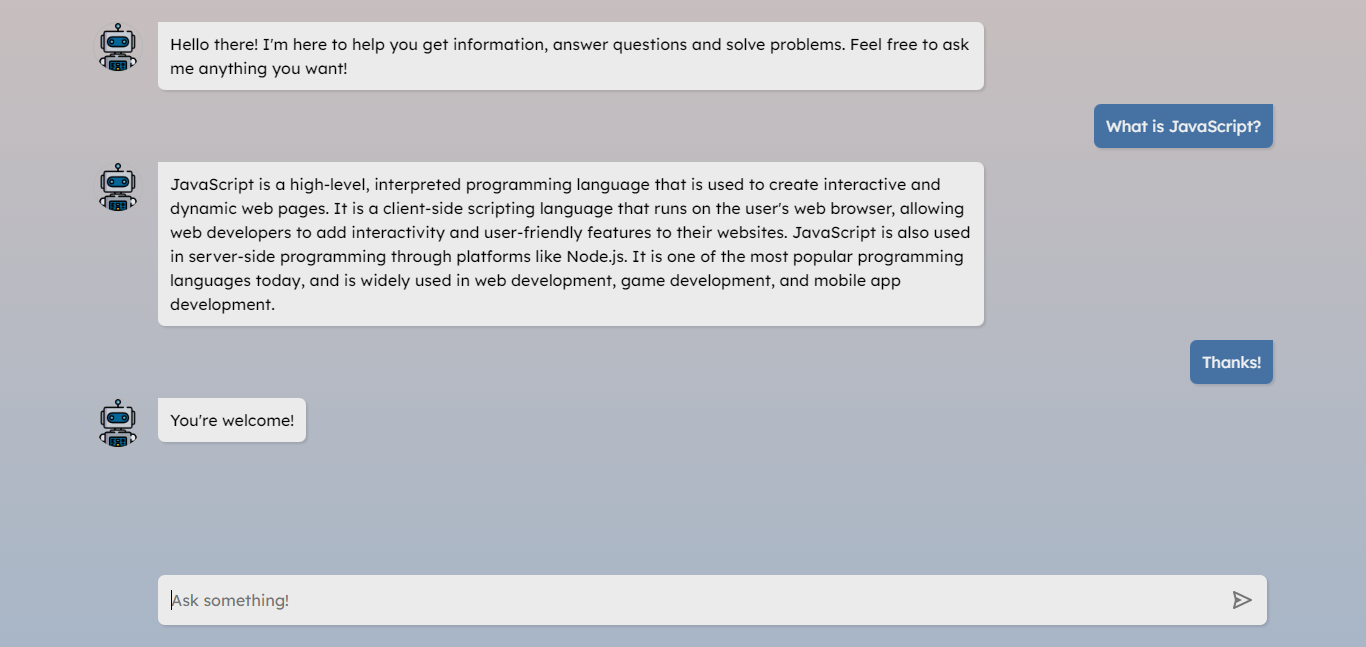 Hello there! I'm here to help you get information, answer questions and solve problems. Feel free to ask
me anything you want!
What is JavaScript?
JavaScript is a high-level, interpreted programming language that is used to create interactive and
dynamic web pages. It is a client-side scripting language that runs on the user's web browser, allowing
web developers to add interactivity and user-friendly features to their websites. JavaScript is also used
in server-side programming through platforms like Node.js. It is one of the most popular programming
languages today, and is widely used in web development, game development, and mobile app
development.
Thanks!
You're welcome!
Ask something!